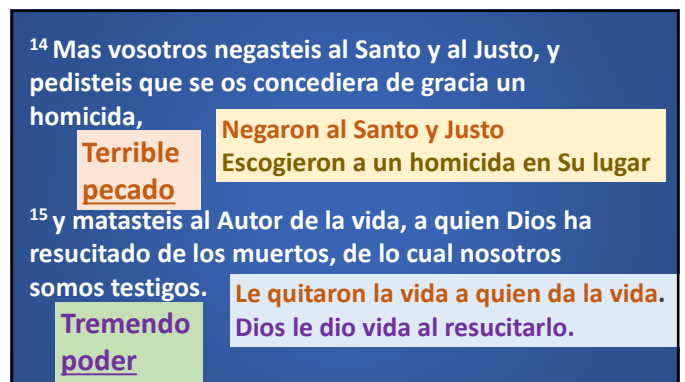 14 Mas vosotros negasteis al Santo y al Justo, y
pedisteis que se os concediera de gracia un
homicida,
Negaron al Santo y Justo
Escogieron a un homicida en Su lugar
Terrible
pecado
15 y matasteis al Autor de la vida, a quien Dios ha
resucitado de los muertos, de lo cual nosotros
somos testigos.
Le quitaron la vida a quien da la vida.
Dios le dio vida al resucitarlo.
Tremendo
poder